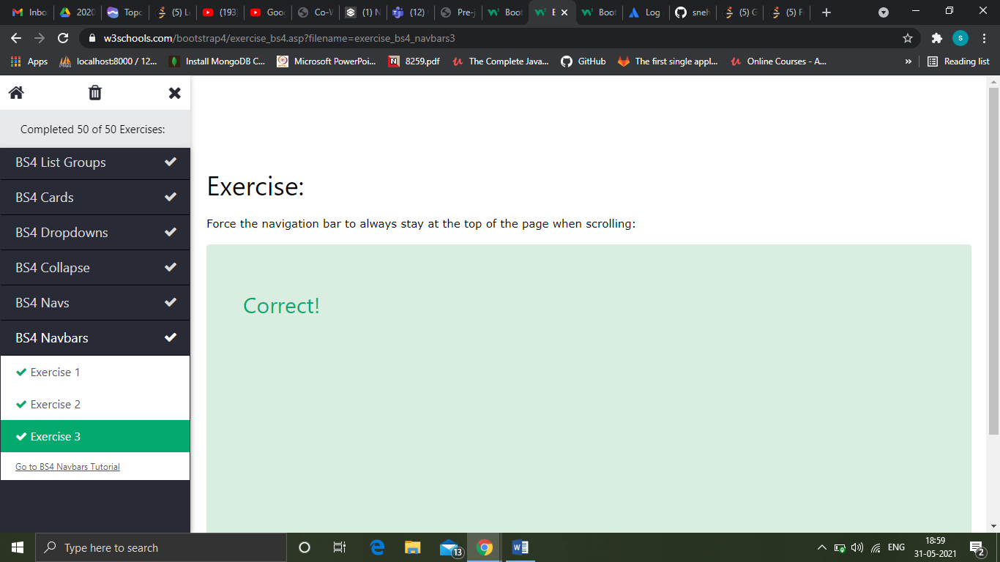 Inbo
2020
Topc
(5) L
(193)
Goo
Co-V
(1) N
(12)
Pre-j
Boot
E
Boot
Log
sneh
(5) G
(5) F
w3schools.com/bootstrap4/exercise_bs4.asp?filename=exercise_bs4_navbars3
s
Apps
localhost:8000 / 12...
Install MongoDB C...
Microsoft PowerPoi...
8259.pdf
The Complete Java...
GitHub
The first single appl...
Online Courses - A...
»
Reading list
Completed 50 of 50 Exercises:
BS4 List Groups
BS4 Cards
BS4 Dropdowns
BS4 Collapse
BS4 Navs
BS4 Navbars
Exercise 1
Exercise 2
Exercise 3
Go to BS4 Navbars Tutorial
Exercise:
Force the navigation bar to always stay at the top of the page when scrolling:
Correct!
Type here to search
13
ENG
18:59
31-05-2021
2